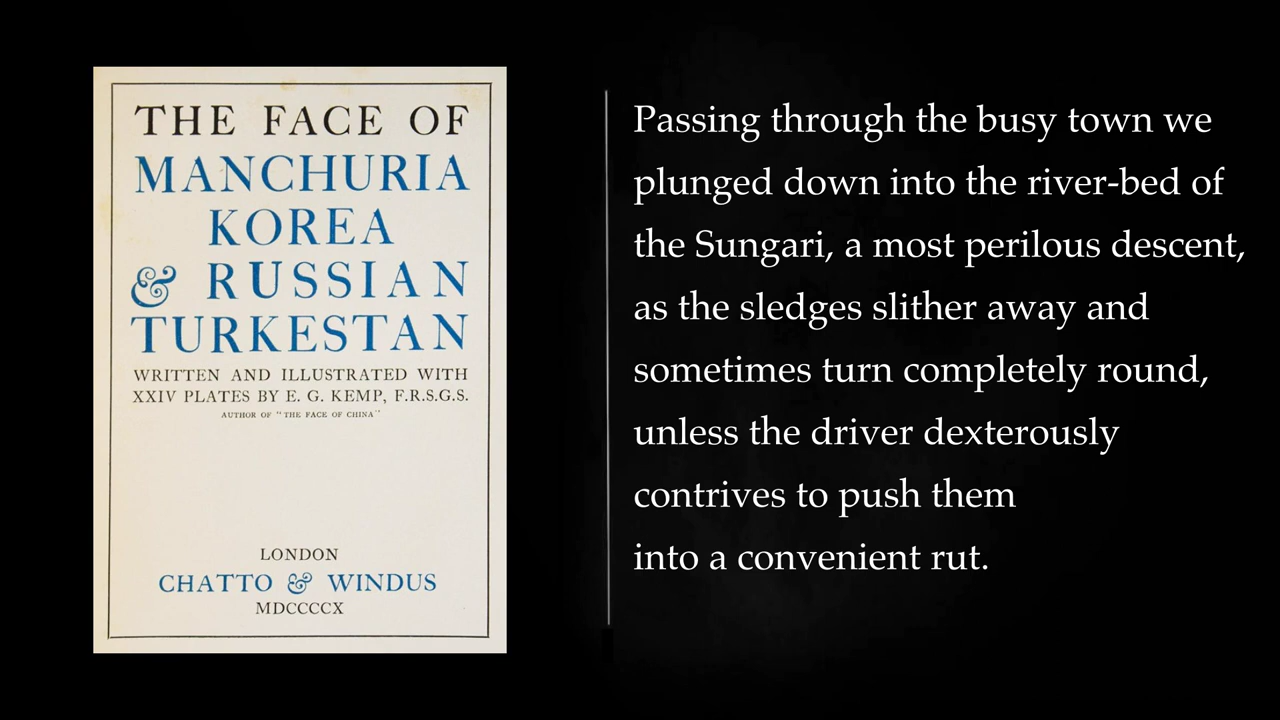 THE FACE OF
MANCHURIA
KOREA
& RUSSIAN
TURKESTAN
WRITTEN AND ILLUSTRATED WITH
XXIV PLATES BY E. G. KEMP, F.R.S.G.S.
AUTHOR OF "THE FACE OF CHINA"
LONDON
CHATTO & WINDUS
MDCCCCX
Passing through the busy town we
plunged down into the river-bed of
the Sungari, a most perilous descent,
as the sledges slither away and
sometimes turn completely round,
unless the driver dexterously
contrives to push them
into a convenient rut.